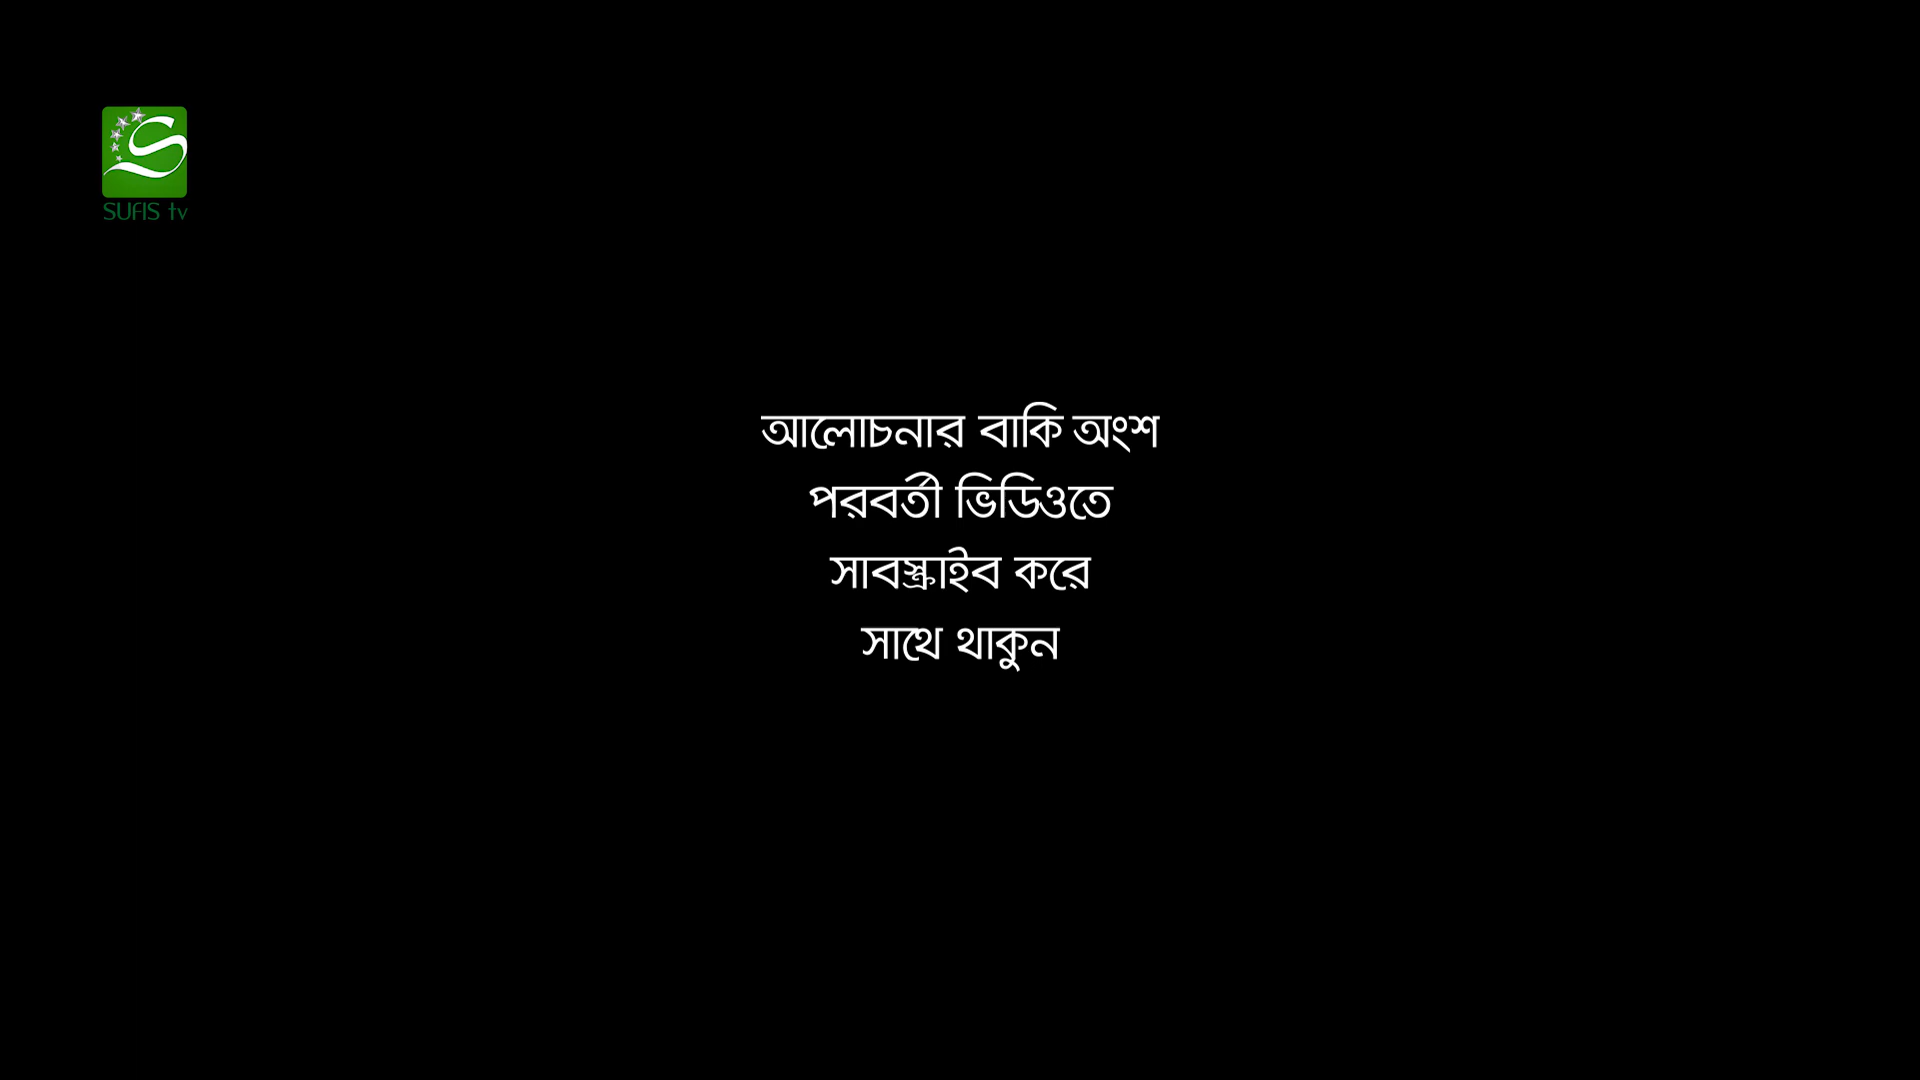 SUFIS tv
আলোচনার বাকি অংশ
পরবর্তী ভিডিওতে
সাবস্ক্রাইব করে
সাথে থাকুন